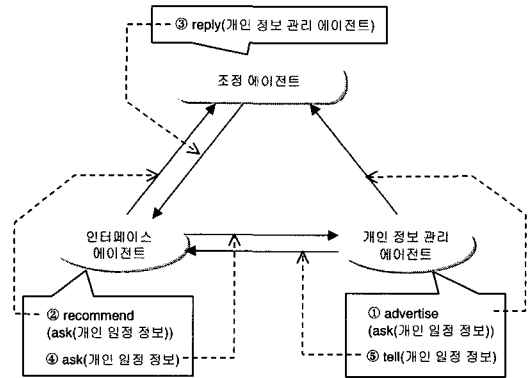 ③ reply(개인 정보 관리 에이전트)
조정 에이전트
인터페이스
에이전트
개인 정보 관리
에이전트
② recommend
(ask(개인 일정 정보))
④ ask(개인 일정 정보)
① advertise
(ask(개인 일정 정보))
⑤ tell(개인 일정 정보)